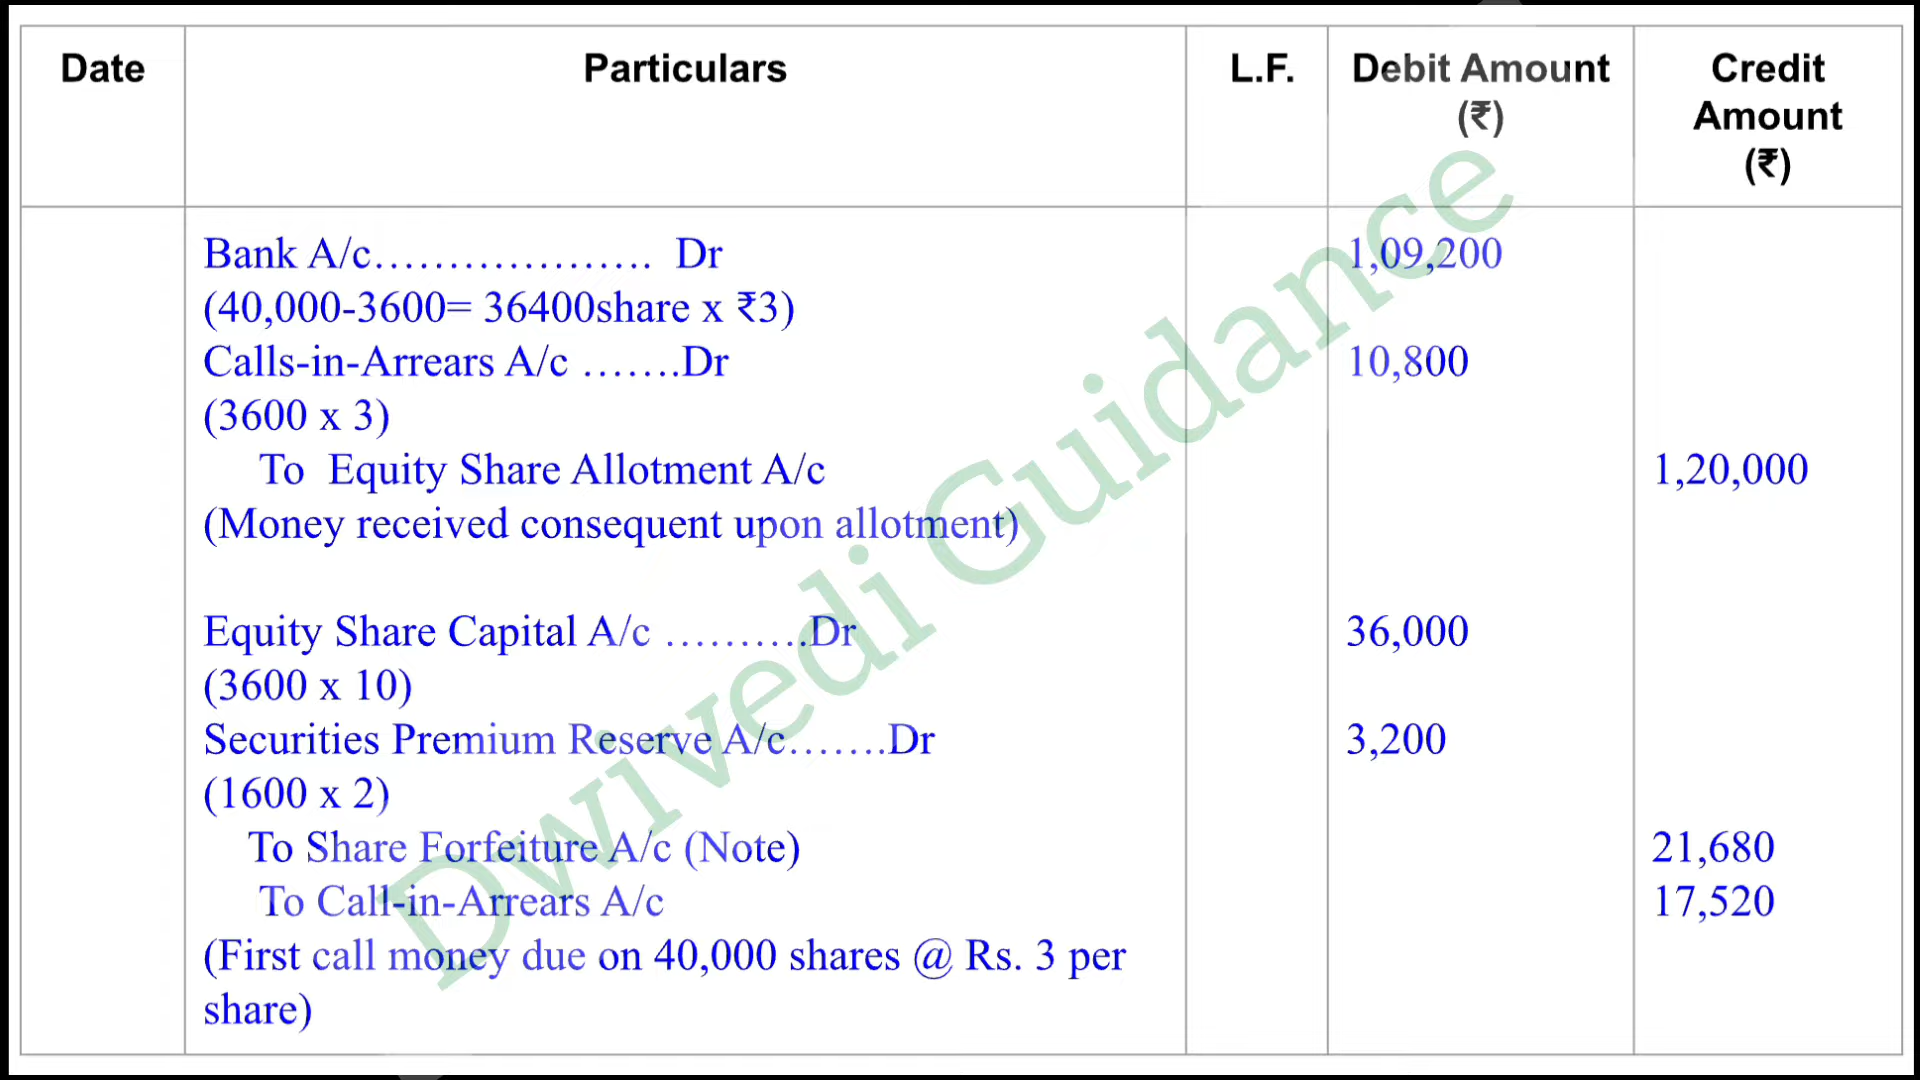 Date Particulars L.F. Debit Amount (₹) Credit Amount (₹)
Bank A/c………………. Dr 1,09,200
(40,000-3600= 36400share x ₹3)
Calls-in-Arrears A/c …….Dr 10,800
(3600 x 3)
To Equity Share Allotment A/c 1,20,000
(Money received consequent upon allotment)
Equity Share Capital A/c ……….Dr 36,000
(3600 x 10)
Securities Premium Reserve A/c…….Dr 3,200
(1600 x 2)
To Share Forfeiture A/c (Note) 21,680
To Call-in-Arrears A/c 17,520
(First call money due on 40,000 shares @ Rs. 3 per
share)
Dwivedi Guidance